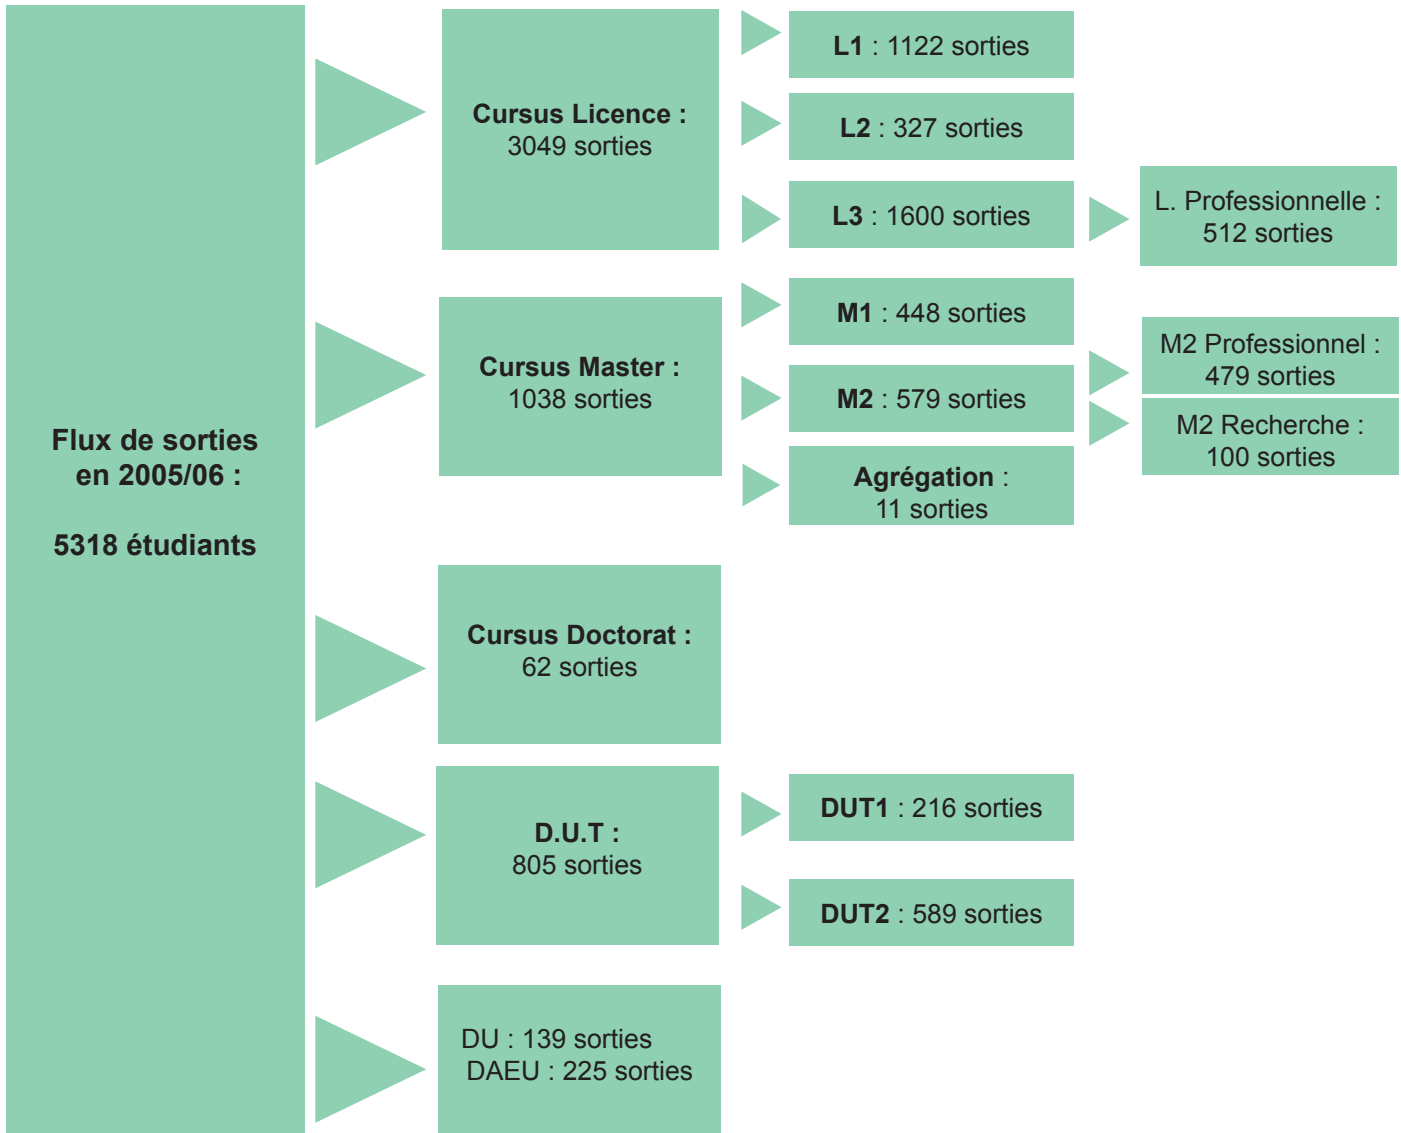 Flux de sorties
en 2005/06 :
5318 étudiants
Cursus Licence :
3049 sorties
L1 : 1122 sorties
L2 : 327 sorties
L3 : 1600 sorties
L. Professionnelle :
512 sorties
Cursus Master :
1038 sorties
M1 : 448 sorties
M2 : 579 sorties
M2 Professionnel :
479 sorties
M2 Recherche :
100 sorties
Agrégation :
11 sorties
Cursus Doctorat :
62 sorties
D.U.T :
805 sorties
DUT1 : 216 sorties
DUT2 : 589 sorties
DU : 139 sorties
DAEU : 225 sorties